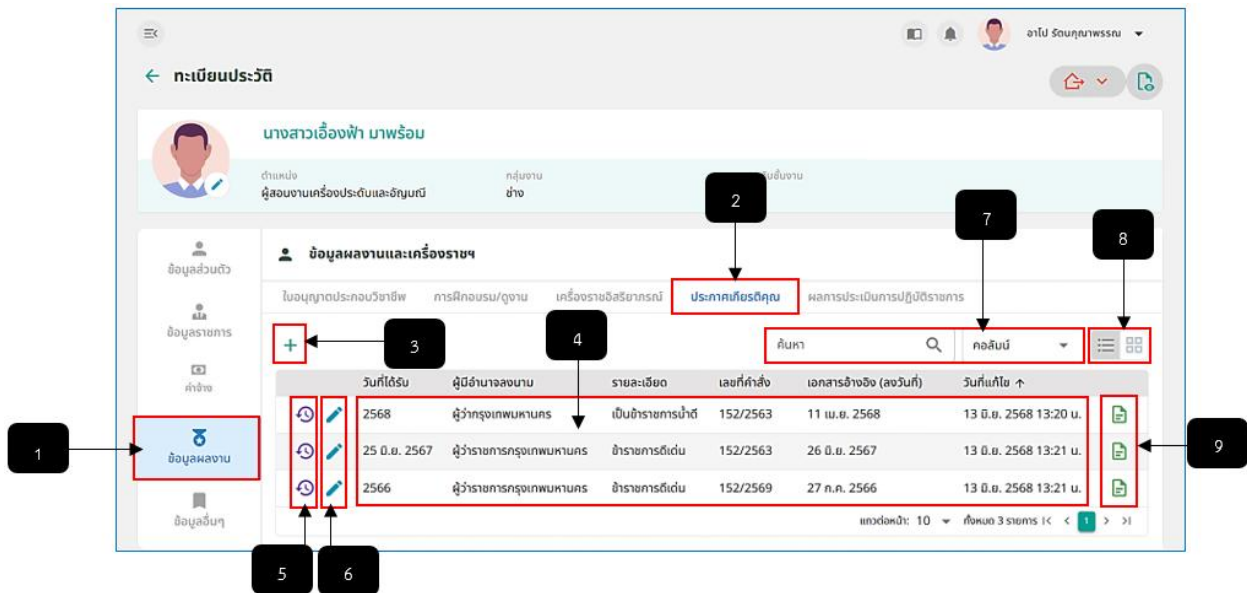 อาโป รัตนกุณาพรรณ
ทะเบียนประวัติ
นางสาวเอื้องฟ้า มาพร้อม
ตำแหน่ง กลุ่มงาน
ผู้สอนงานเครื่องประดับและอัญมณี ช่าง
2
7
8
ข้อมูลส่วนตัว
ข้อมูลผลงานและเครื่องราชฯ
ใบอนุญาตประกอบวิชาชีพ การฝึกอบรม/ดูงาน เครื่องราชอิสริยาภรณ์ ประกาศเกียรติคุณ ผลการประเมินการปฏิบัติราชการ
ข้อมูลราชการ
3
4
ค้นหา คอลัมน์
ค่าจ้าง
วันที่ได้รับ ผู้มีอำนาจลงนาม รายละเอียด เลขที่คำสั่ง เอกสารอ้างอิง (ลงวันที่) วันที่แก้ไข
2568 ผู้ว่ากรุงเทพมหานคร เป็นข้าราชการน้ำดี 152/2563 11 เม.ย. 2568 13 มิ.ย. 2568 13:20 น.
1
ข้อมูลผลงาน
25 มิ.ย. 2567 ผู้ว่าราชการกรุงเทพมหานคร ข้าราชการดีเด่น 152/2563 26 มิ.ย. 2567 13 มิ.ย. 2568 13:21 น.
9
2566 ผู้ว่าราชการกรุงเทพมหานคร ข้าราชการดีเด่น 152/2569 27 ก.ค. 2566 13 มิ.ย. 2568 13:21 น.
ข้อมูลอื่นๆ
แถวต่อหน้า: 10 ทั้งหมด 3 รายการ 1
5
6